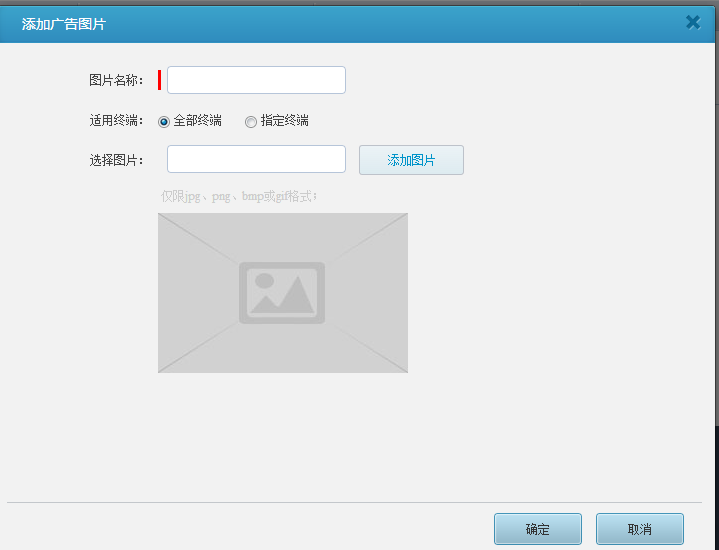 添加广告图片
图片名称：
适用终端： 全部终端 指定终端
选择图片： 添加图片
仅限jpg、png、bmp或gif格式；
确定 取消